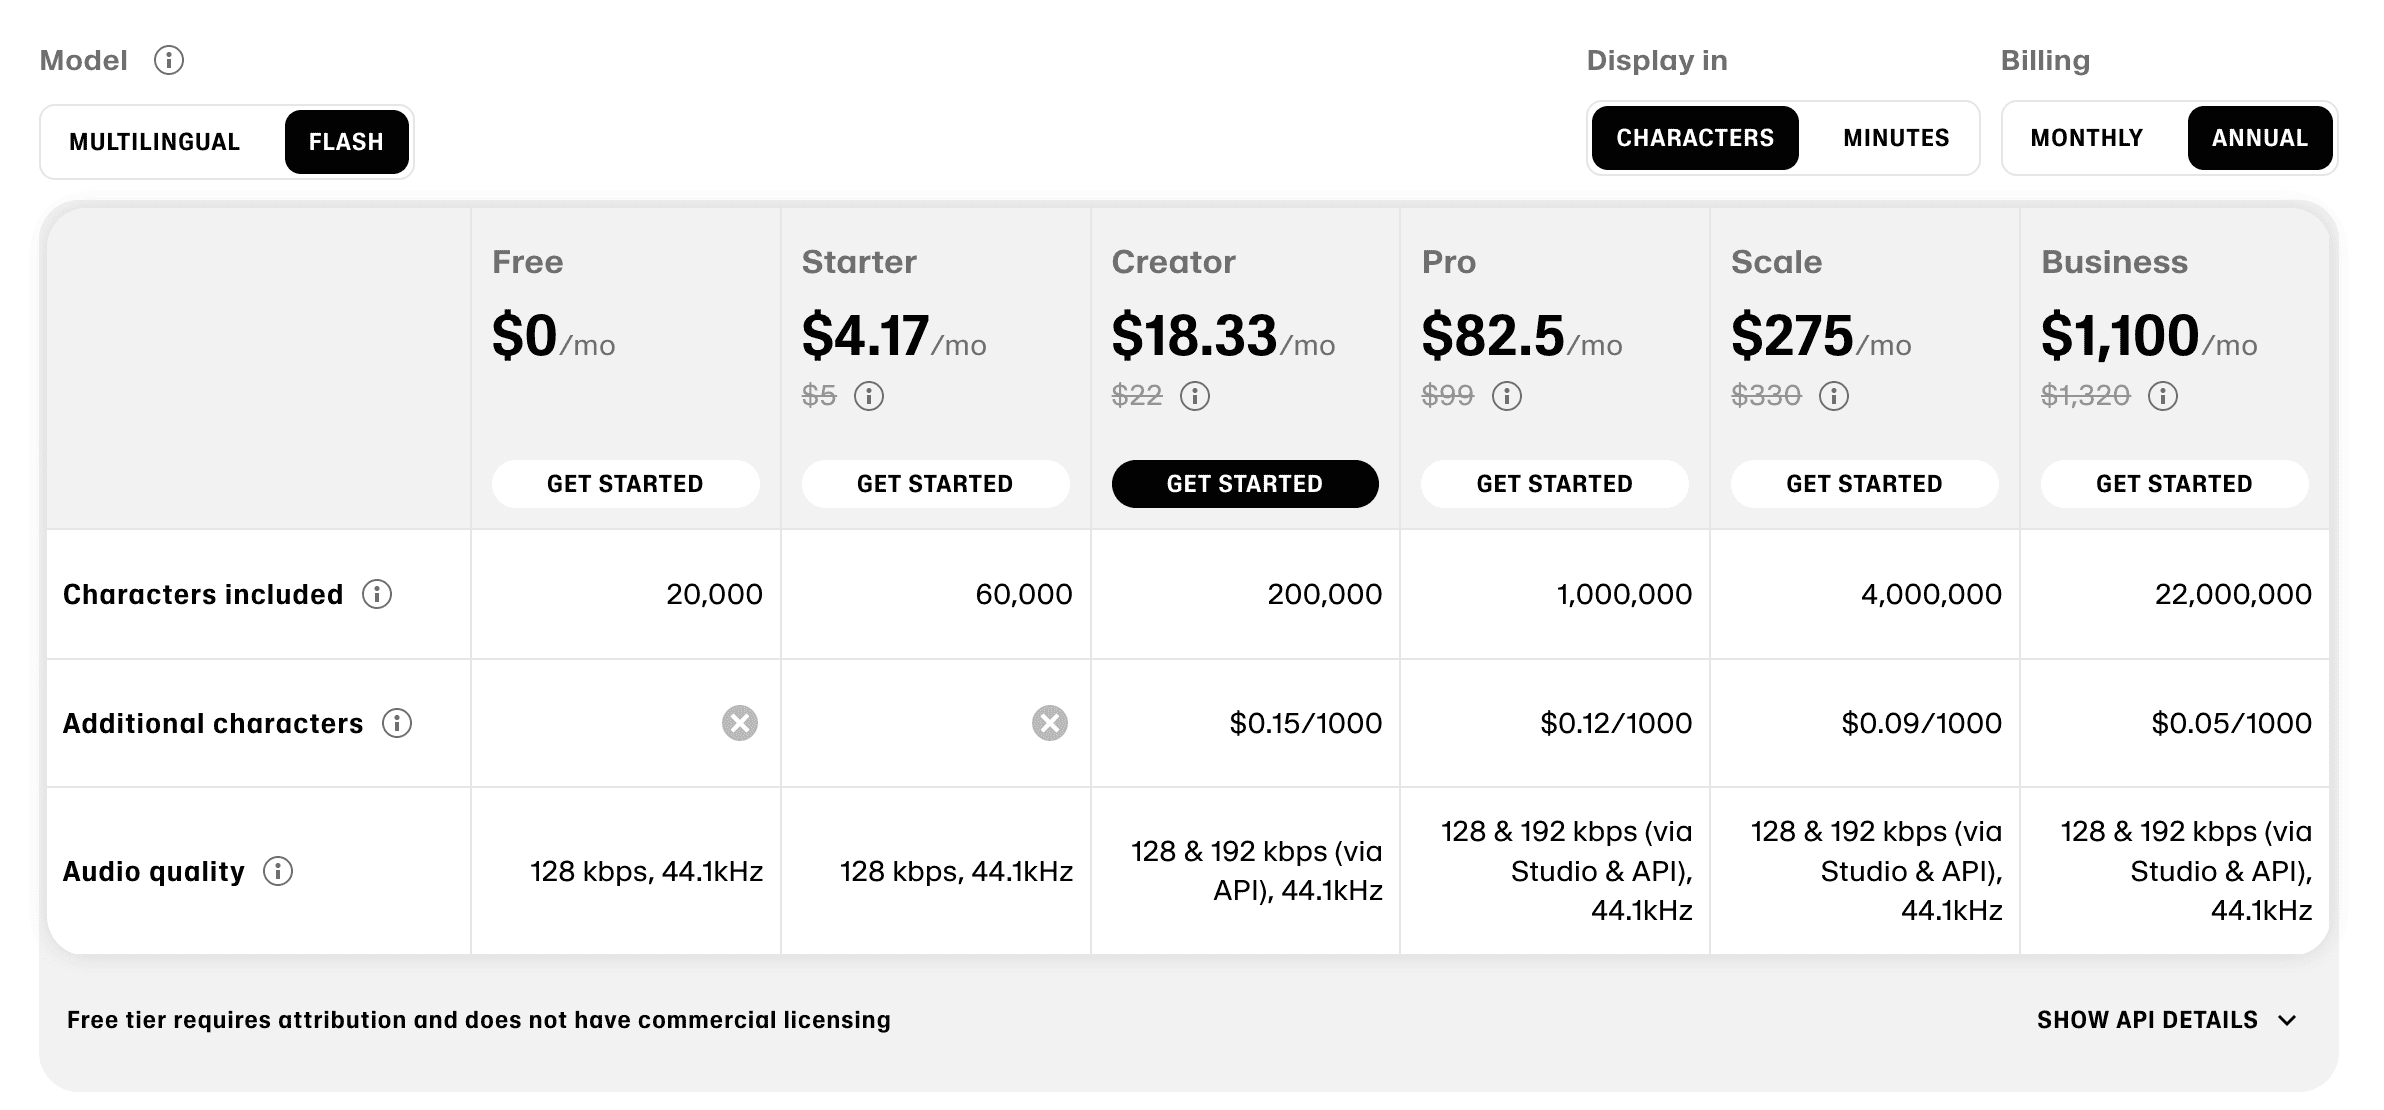 Model
Display in
Billing
MULTILINGUAL FLASH
CHARACTERS MINUTES
MONTHLY ANNUAL
Free
$0/mo
GET STARTED
Starter
$4.17/mo
$5
GET STARTED
Creator
$18.33/mo
$22
GET STARTED
Pro
$82.5/mo
$99
GET STARTED
Scale
$275/mo
$330
GET STARTED
Business
$1,100/mo
$1,320
GET STARTED
Characters included 20,000 60,000 200,000 1,000,000 4,000,000 22,000,000
Additional characters $0.15/1000 $0.12/1000 $0.09/1000 $0.05/1000
Audio quality
128 kbps, 44.1kHz
128 kbps, 44.1kHz
128 & 192 kbps (via
API), 44.1kHz
128 & 192 kbps (via
Studio & API),
44.1kHz
128 & 192 kbps (via
Studio & API),
44.1kHz
128 & 192 kbps (via
Studio & API),
44.1kHz
Free tier requires attribution and does not have commercial licensing
SHOW API DETAILS